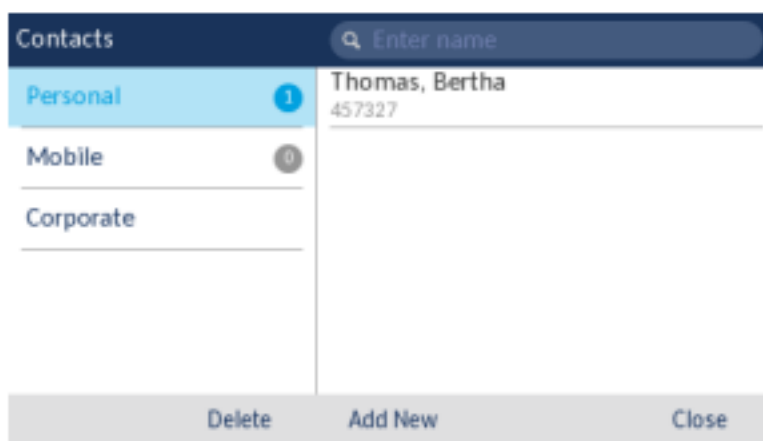 Contacts
Enter name
Personal 1
Mobile 0
Corporate
Thomas, Bertha
457327
Delete Add New Close